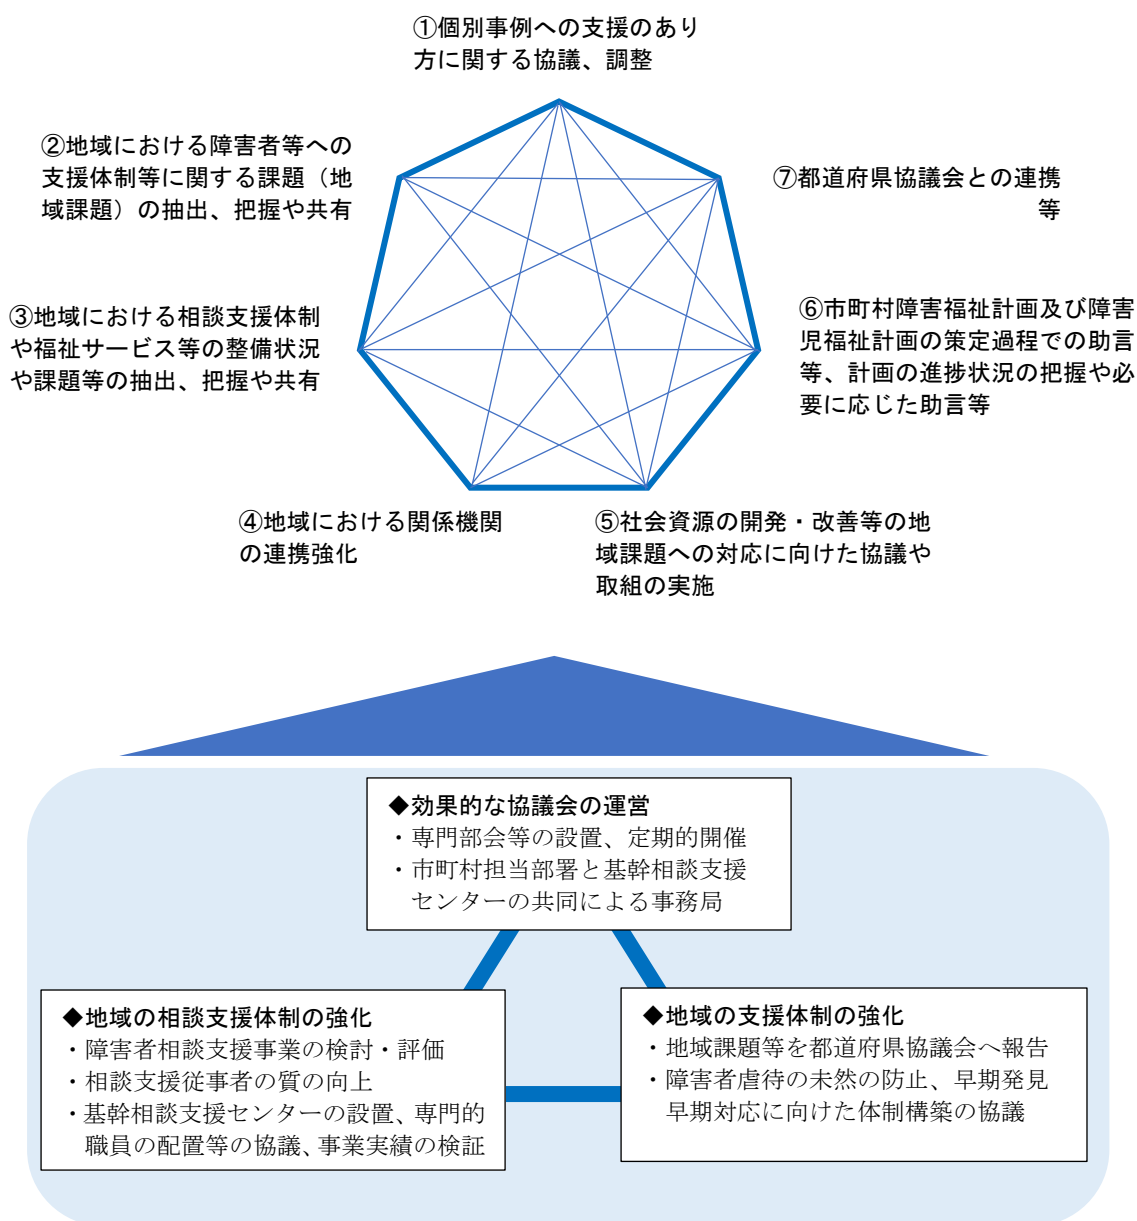 ①個別事例への支援のあり
方に関する協議、調整
②地域における障害者等への
支援体制等に関する課題（地
域課題）の抽出、把握や共有
⑦都道府県協議会との連携
等
③地域における相談支援体制
や福祉サービス等の整備状況
や課題等の抽出、把握や共有
⑥市町村障害福祉計画及び障害
児福祉計画の策定過程での助言
等、計画の進捗状況の把握や必
要に応じた助言等
④地域における関係機関
の連携強化
⑤社会資源の開発・改善等の地
域課題への対応に向けた協議や
取組の実施
◆効果的な協議会の運営
・専門部会等の設置、定期的開催
・市町村担当部署と基幹相談支援
センターの共同による事務局
◆地域の相談支援体制の強化
・障害者相談支援事業の検討・評価
・相談支援従事者の質の向上
・基幹相談支援センターの設置、専門的
職員の配置等の協議、事業実績の検証
◆地域の支援体制の強化
・地域課題等を都道府県協議会へ報告
・障害者虐待の未然の防止、早期発見
早期対応に向けた体制構築の協議